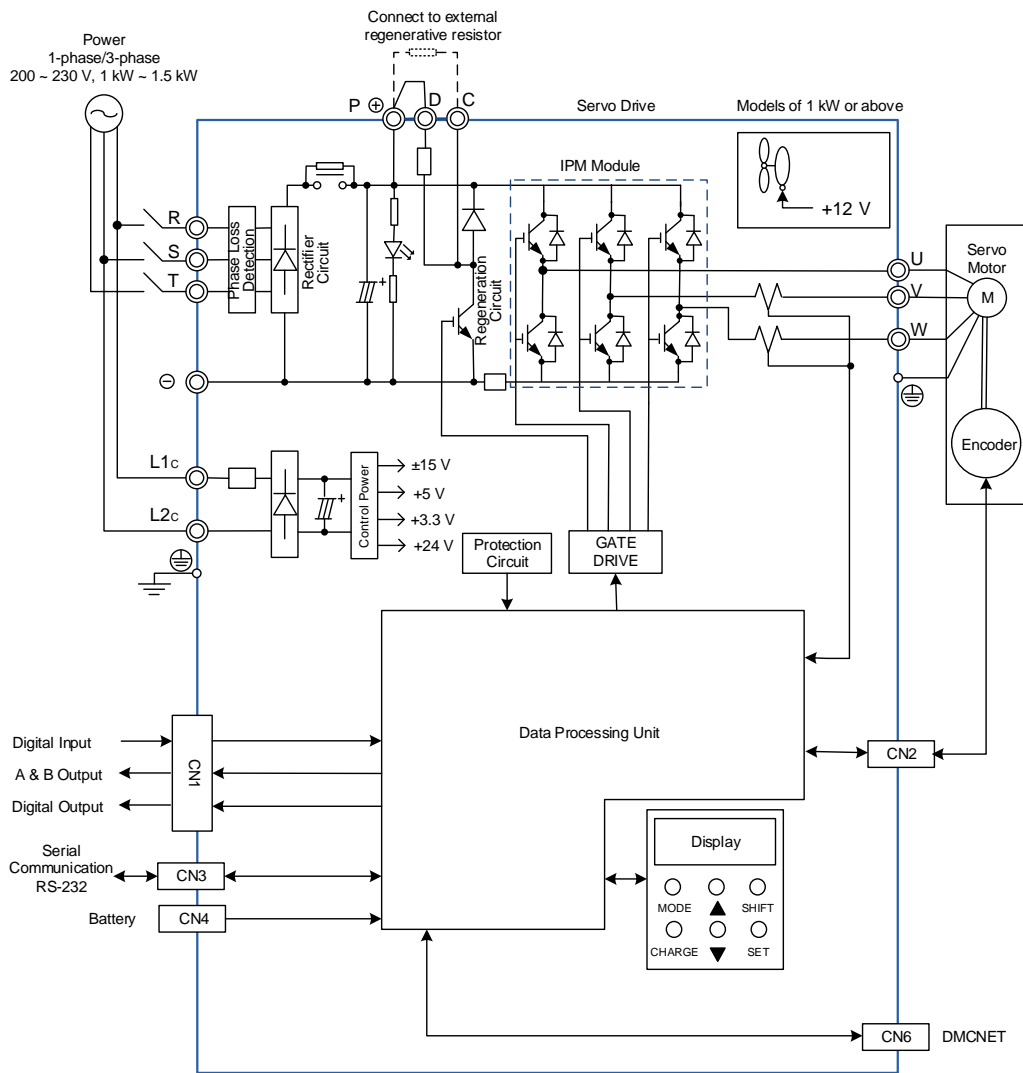 Connect to external
regenerative resistor
Power
1-phase/3-phase
200 ~ 230 V, 1 kW ~ 1.5 kW
P ⊕
D
C
Servo Drive
Models of 1 kW or above
IPM Module
+12 V
R
S
T
Phase Loss
Detection
Rectifier
Circuit
+
Regeneration
Circuit
U
V
W
Servo
Motor
M
⊖
Encoder
L1c
L2c
+
Control Power
±15 V
+5 V
+3.3 V
+24 V
Protection
Circuit
GATE
DRIVE
Data Processing Unit
Digital Input
A & B Output
Digital Output
CN1
CN2
Serial
Communication
RS-232
CN3
Battery
CN4
Display
MODE
▲
SHIFT
CHARGE
▼
SET
CN6
DMCNET